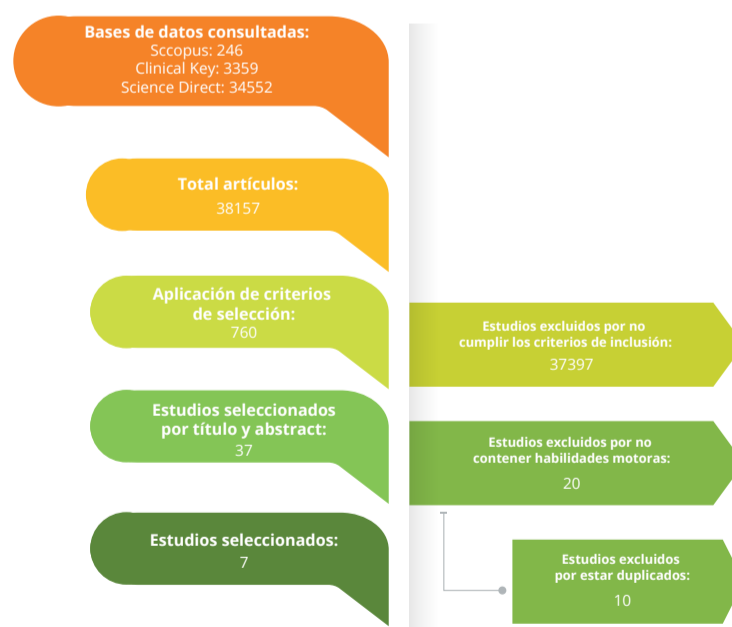 Bases de datos consultadas:
Sccopus: 246
Clinical Key: 3359
Science Direct: 34552
Total artículos:
38157
Aplicación de criterios
de selección:
760
Estudios excluidos por no
cumplir los criterios de inclusión:
37397
Estudios seleccionados
por título y abstract:
37
Estudios excluidos por no
contener habilidades motoras:
20
Estudios seleccionados:
7
Estudios excluidos
por estar duplicados:
10